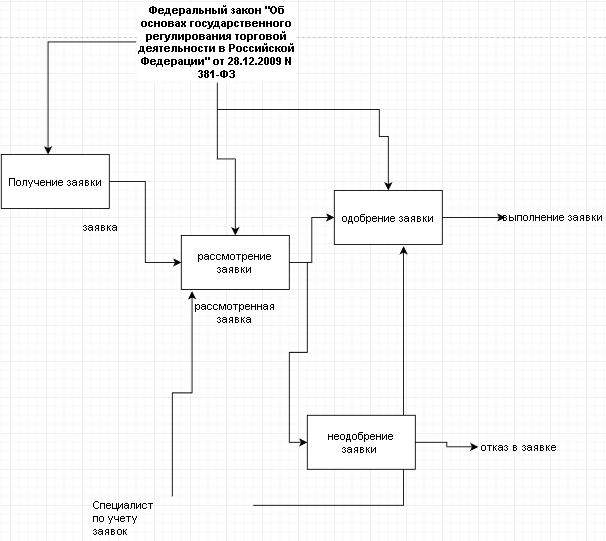 Федеральный закон "Об
основах государственного
регулирования торговой
деятельности в Российской
Федерации" от 28.12.2009 N
381-ФЗ
Получение заявки
заявка
рассмотрение
заявки
рассмотренная
заявка
одобрение заявки
выполнение заявки
неодобрение
заявки
отказ в заявке
Специалист
по учету
заявок